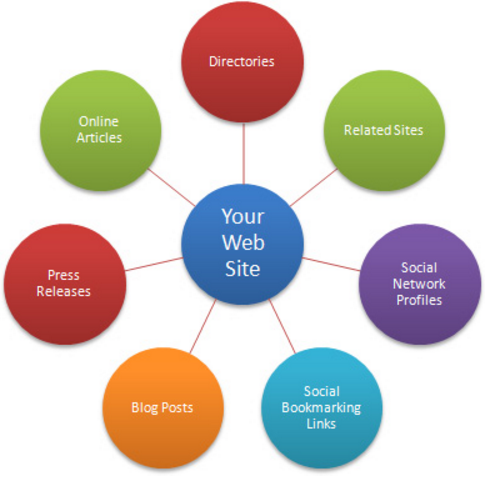 Directories
Online
Articles
Related Sites
Your
Web
Site
Press
Releases
Social
Network
Profiles
Blog Posts
Social
Bookmarking
Links